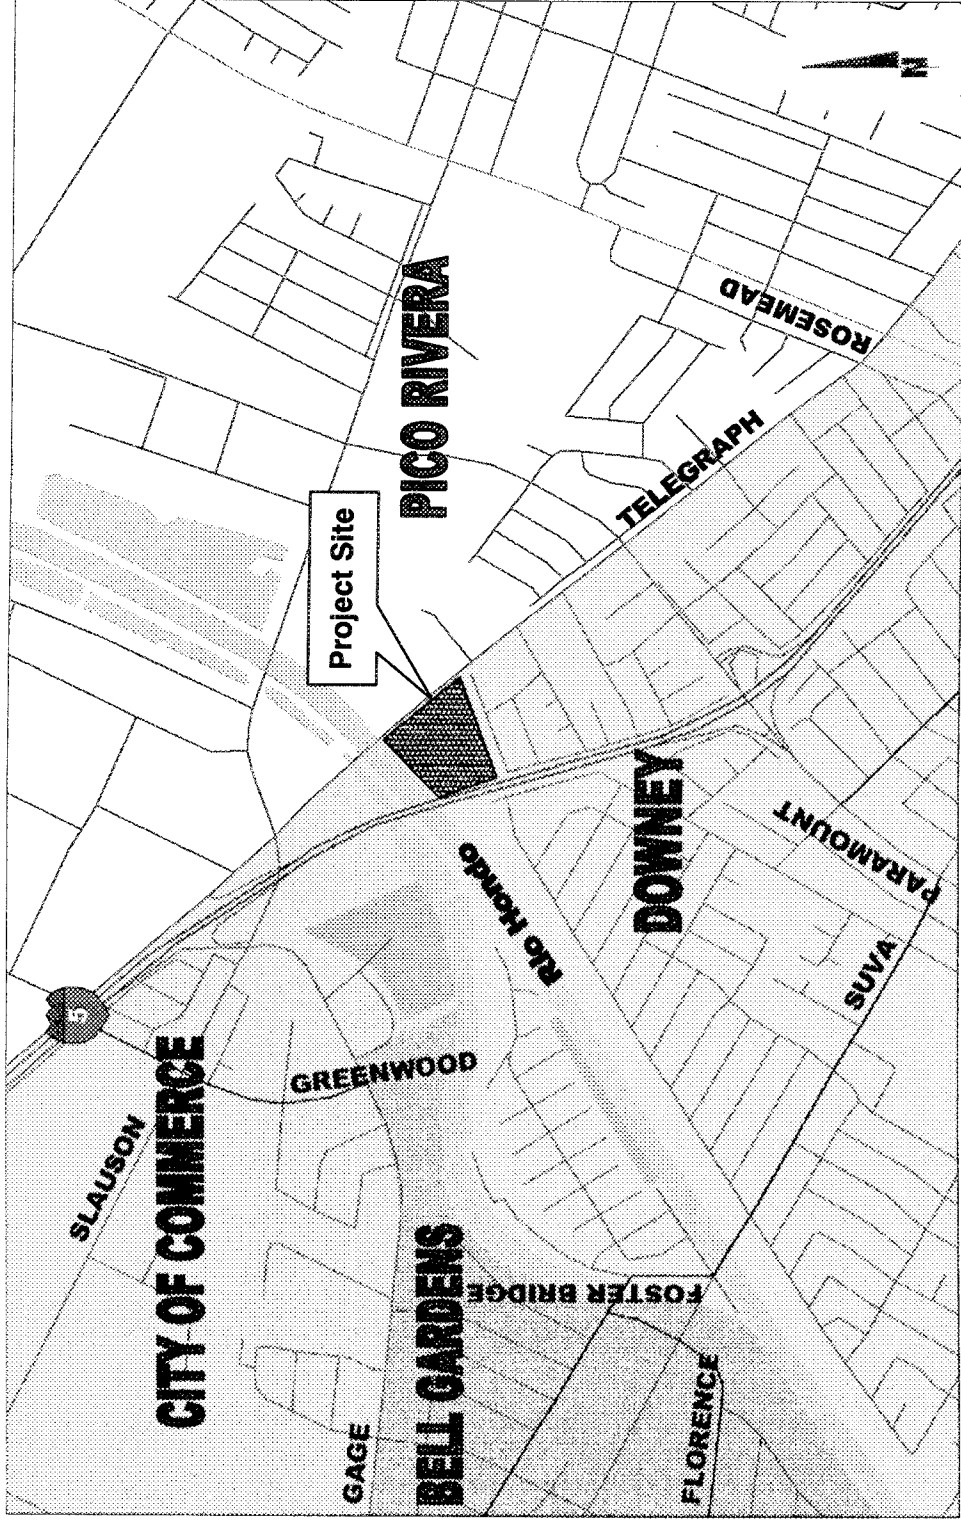 SLAUSON
5
CITY OF COMMERCE
GREENWOOD
GAGE
BELL GARDENS
FOSTER BRIDGE
FLORENCE
Rio Hondo
Project Site
PICO RIVERA
TELEGRAPH
ROSEMEAD
DOWNEY
PARAMOUNT
SUVA
N